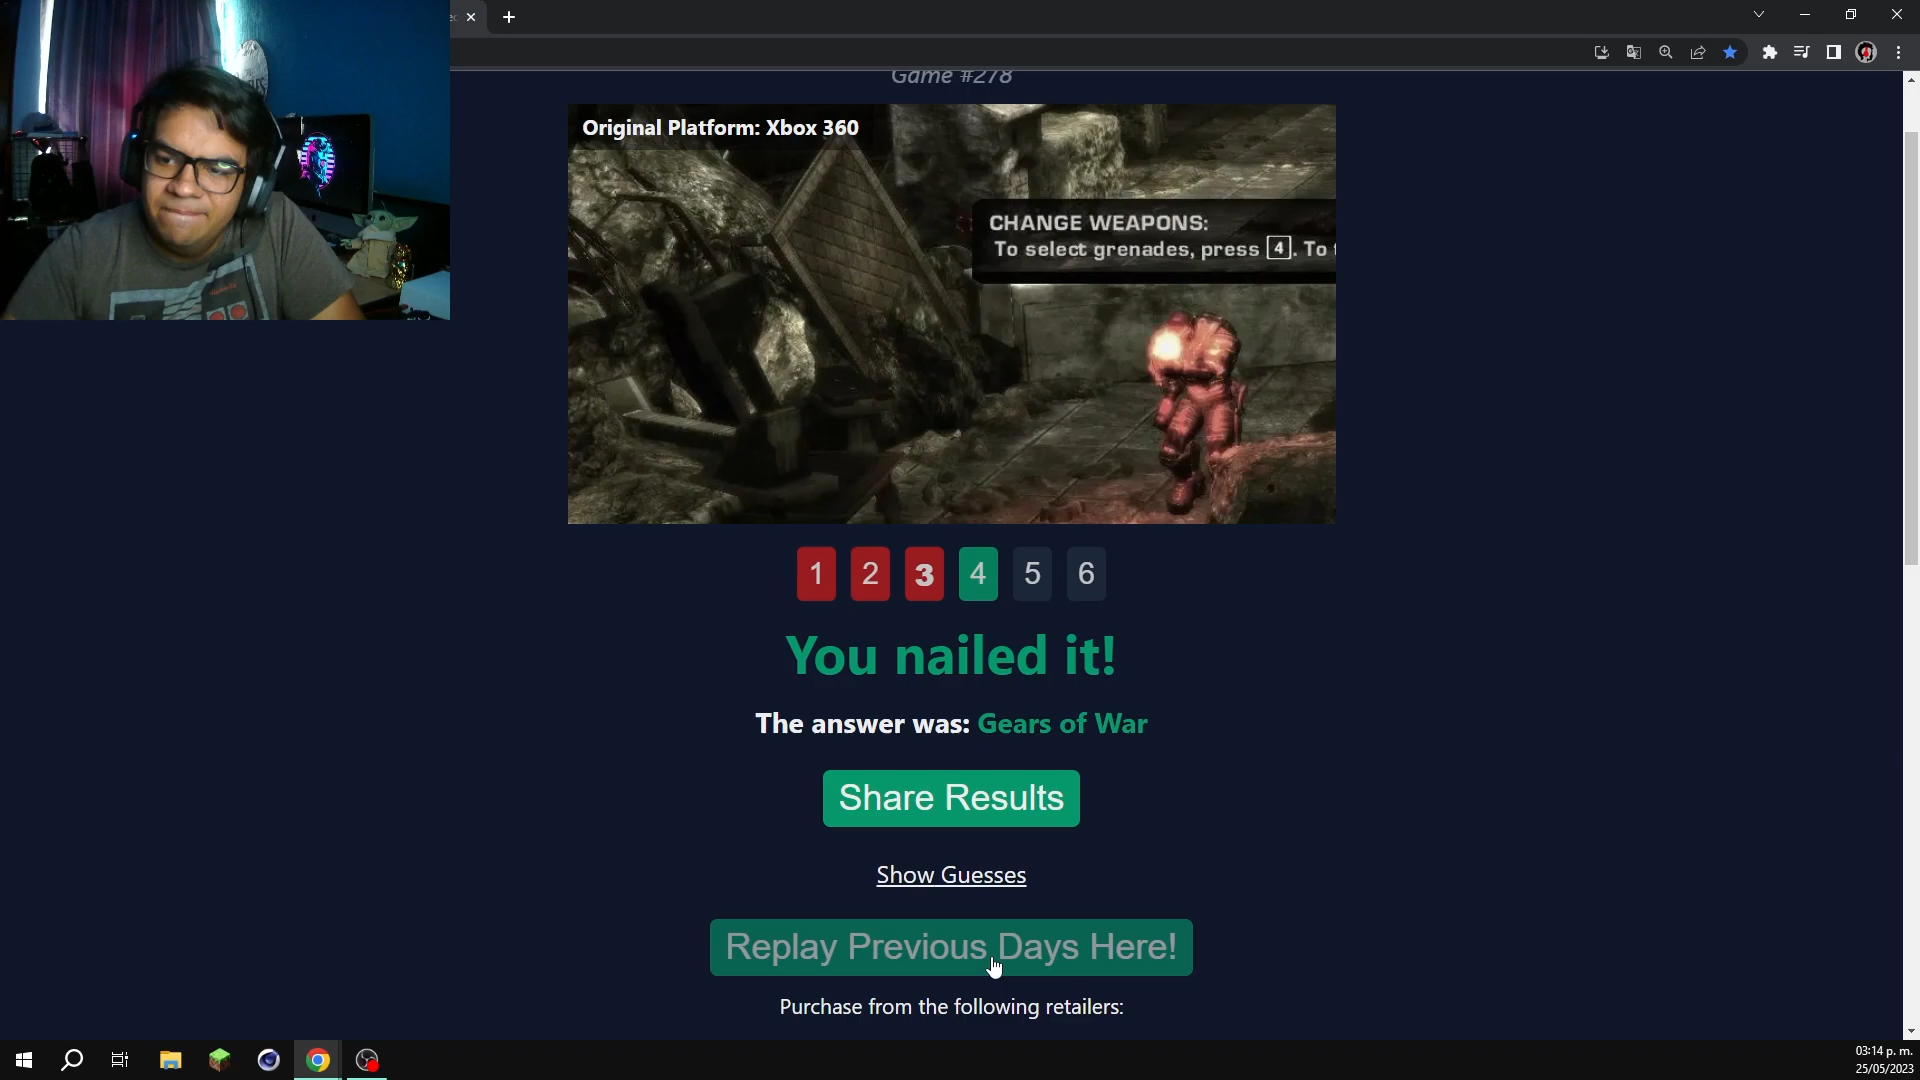 Game #278
Original Platform: Xbox 360
CHANGE WEAPONS:
To select grenades, press 4. To
1 2 3 4 5 6
You nailed it!
The answer was: Gears of War
Share Results
Show Guesses
Replay Previous Days Here!
Purchase from the following retailers:
03:14 p. m.
25/05/2023